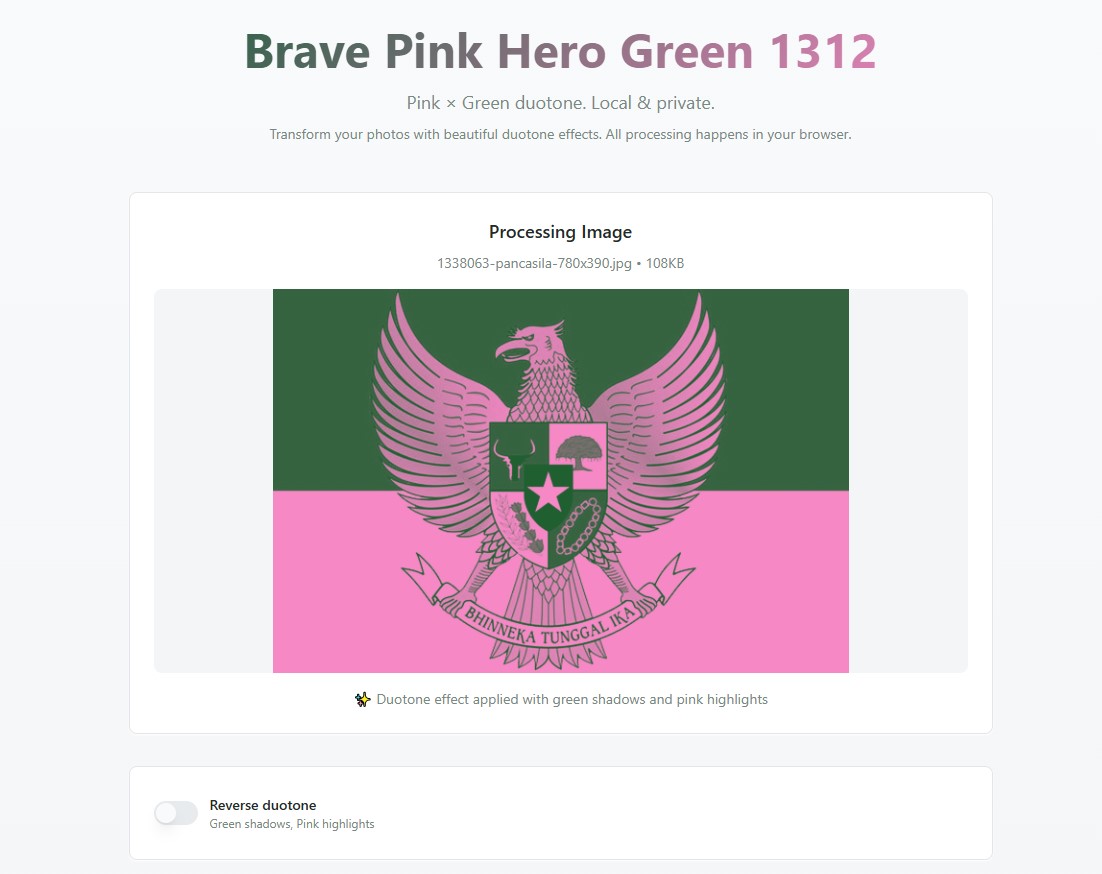 Brave Pink Hero Green 1312
Pink × Green duotone. Local & private.
Transform your photos with beautiful duotone effects. All processing happens in your browser.
Processing Image
1338063-pancasila-780x390.jpg • 108KB
BHINNEKA TUNGGAL IKA
✨ Duotone effect applied with green shadows and pink highlights
Reverse duotone
Green shadows, Pink highlights